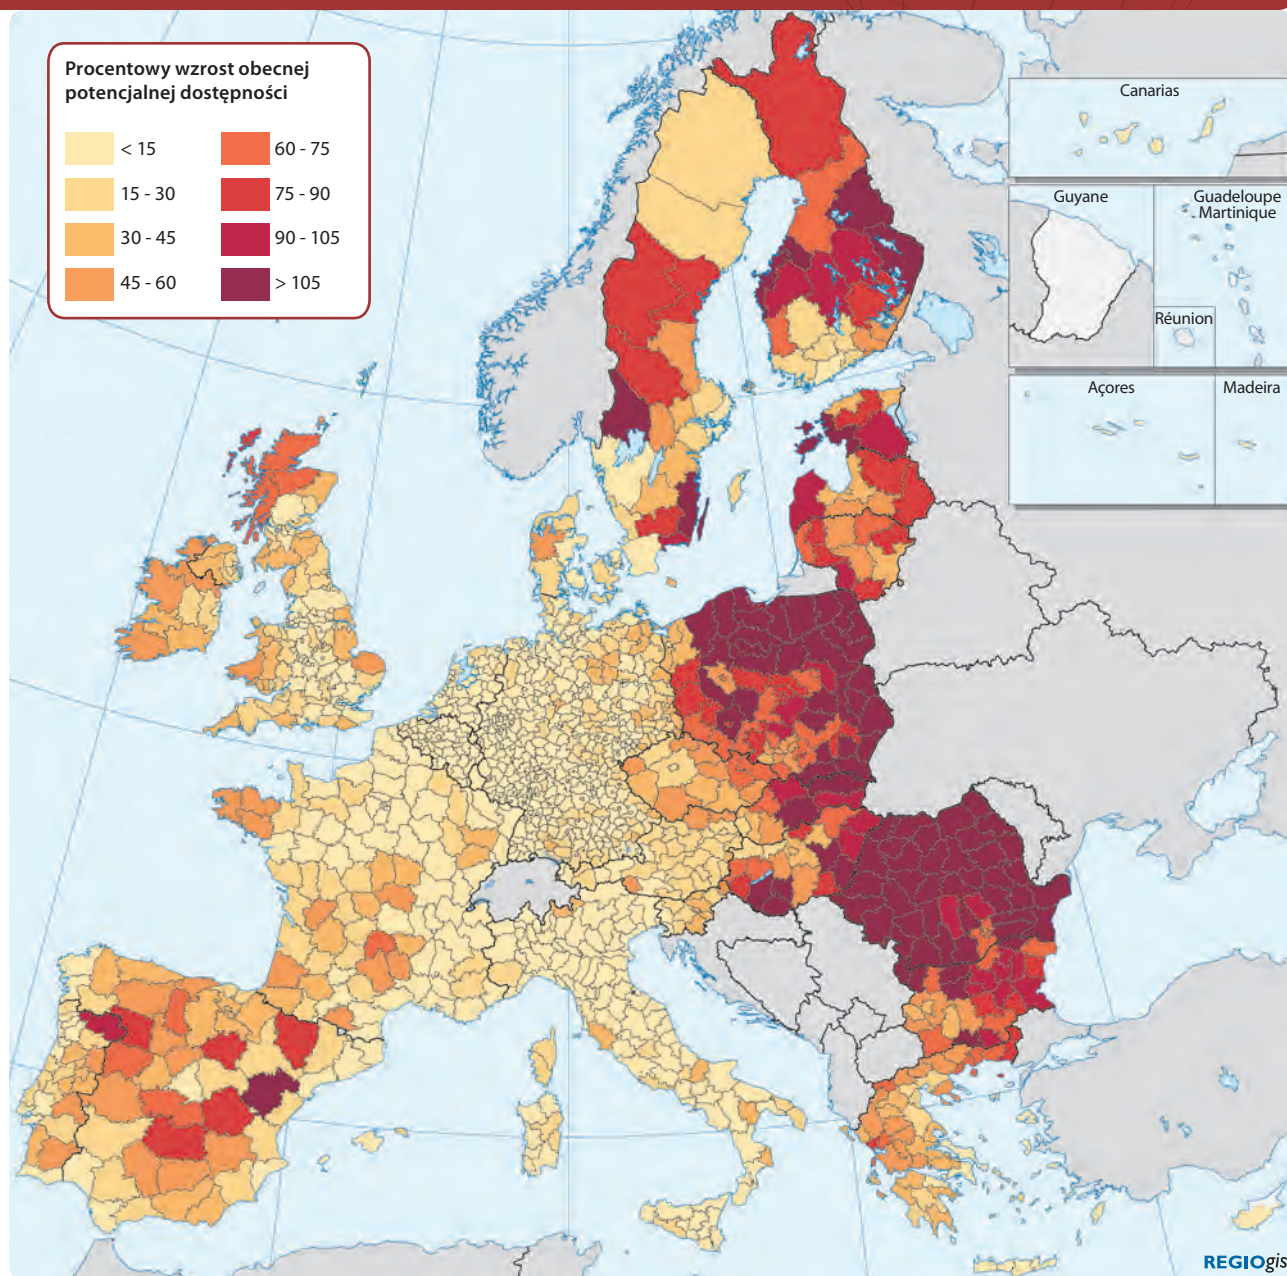 Procentowy wzrost obecnej
potencjalnej dostępności
< 15
15 - 30
30 - 45
45 - 60
60 - 75
75 - 90
90 - 105
> 105
Canarias
Guyane
Guadeloupe
Martinique
Réunion
Açores
Madeira
REGIOgis